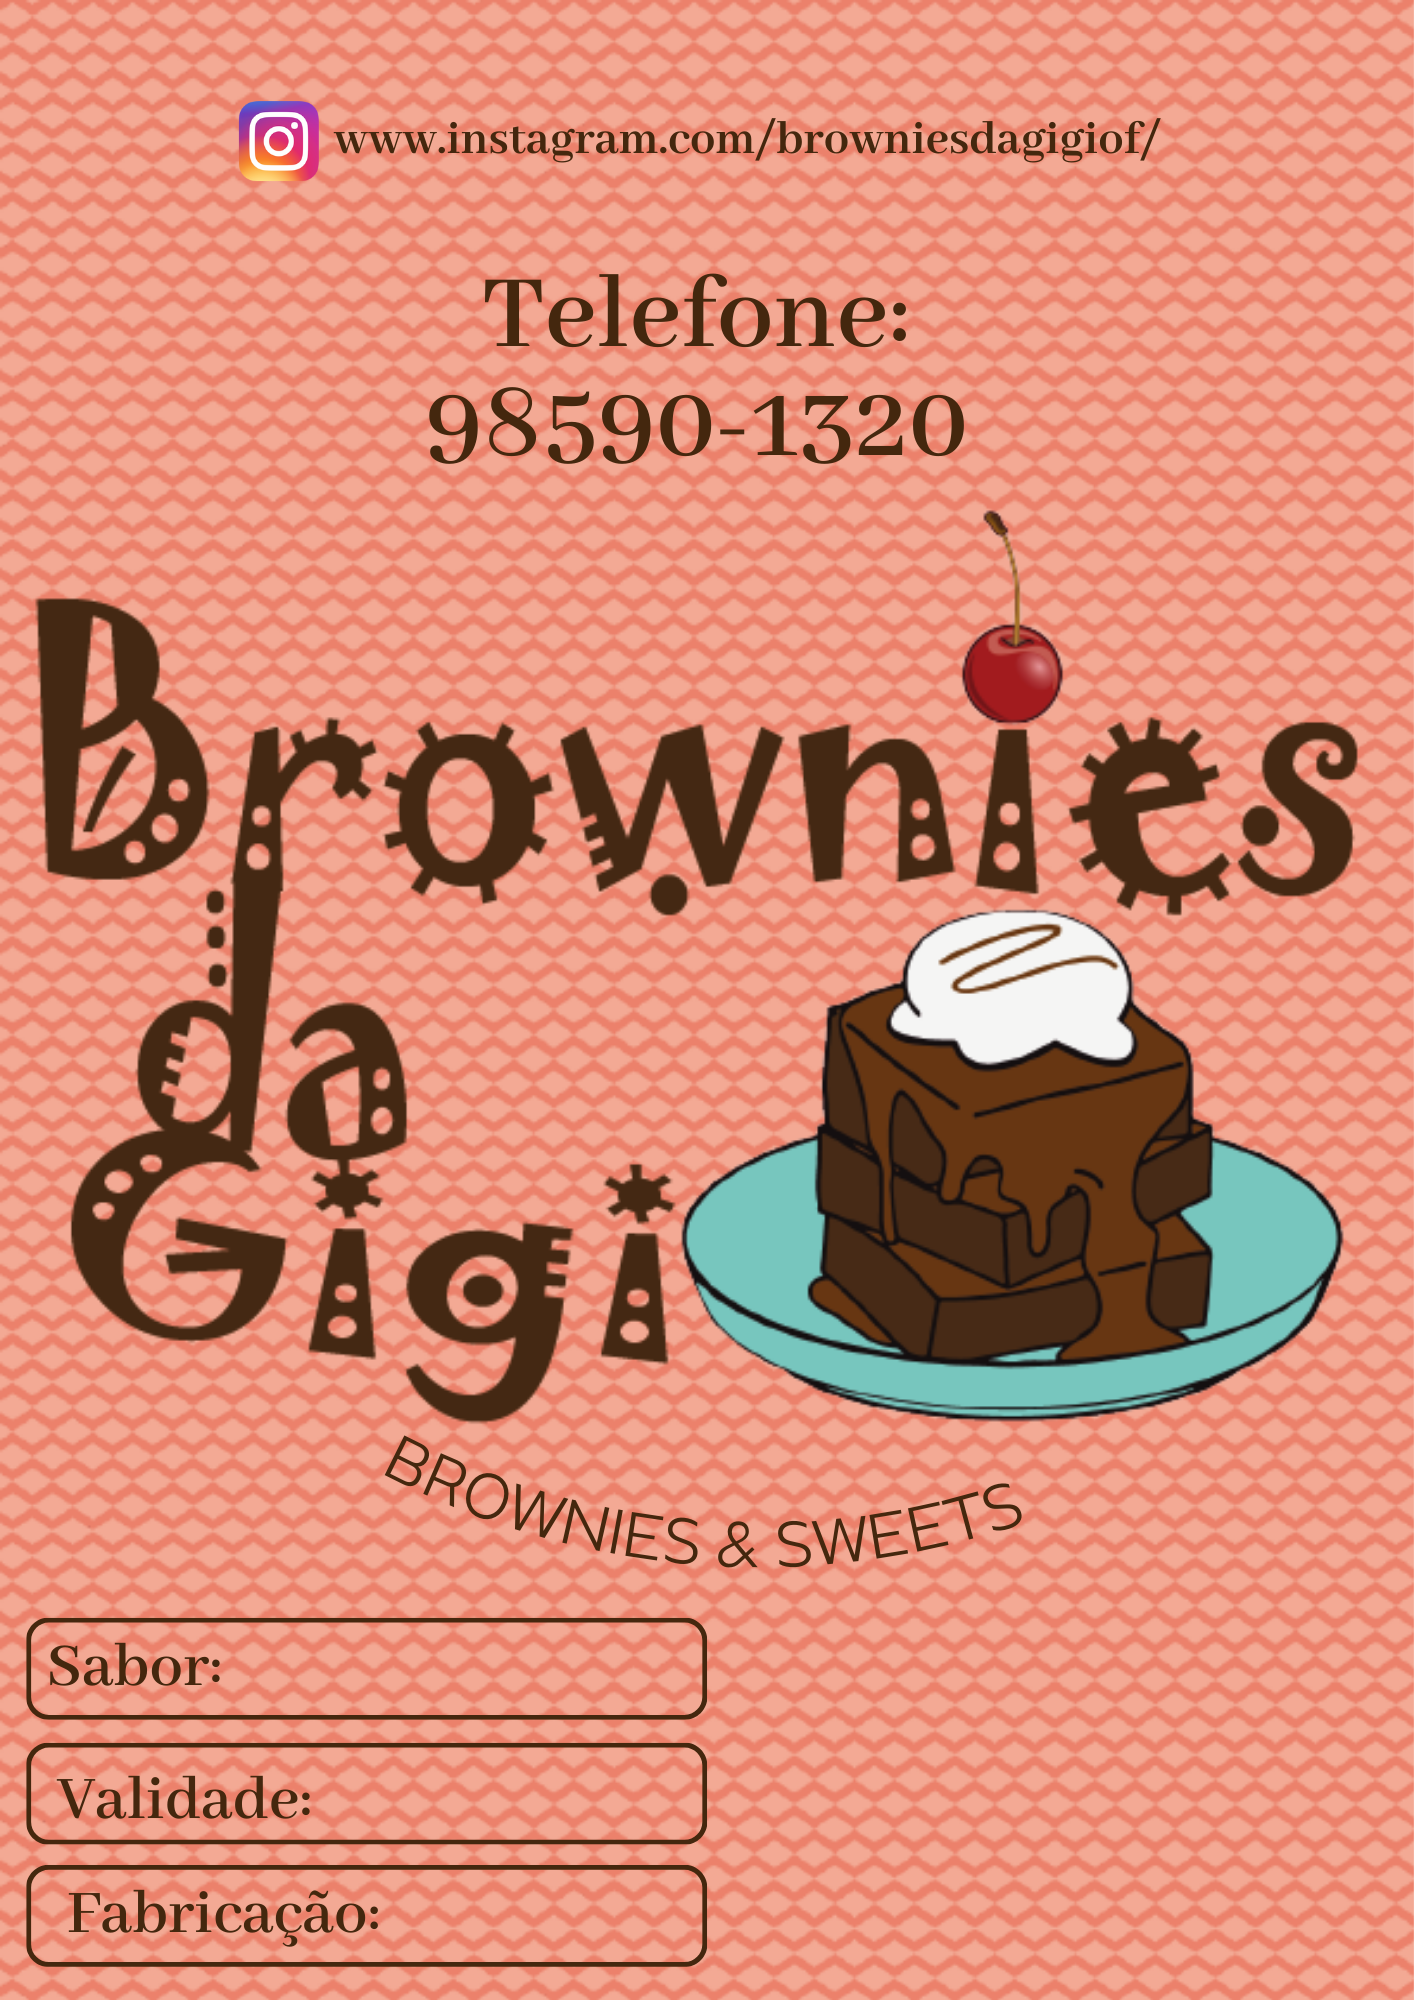 www.instagram.com/browniesdagigiof/
Telefone:
98590-1320
Brownies
da
Gigi
BROWNIES & SWEETS
Sabor:
Validade:
Fabricação: